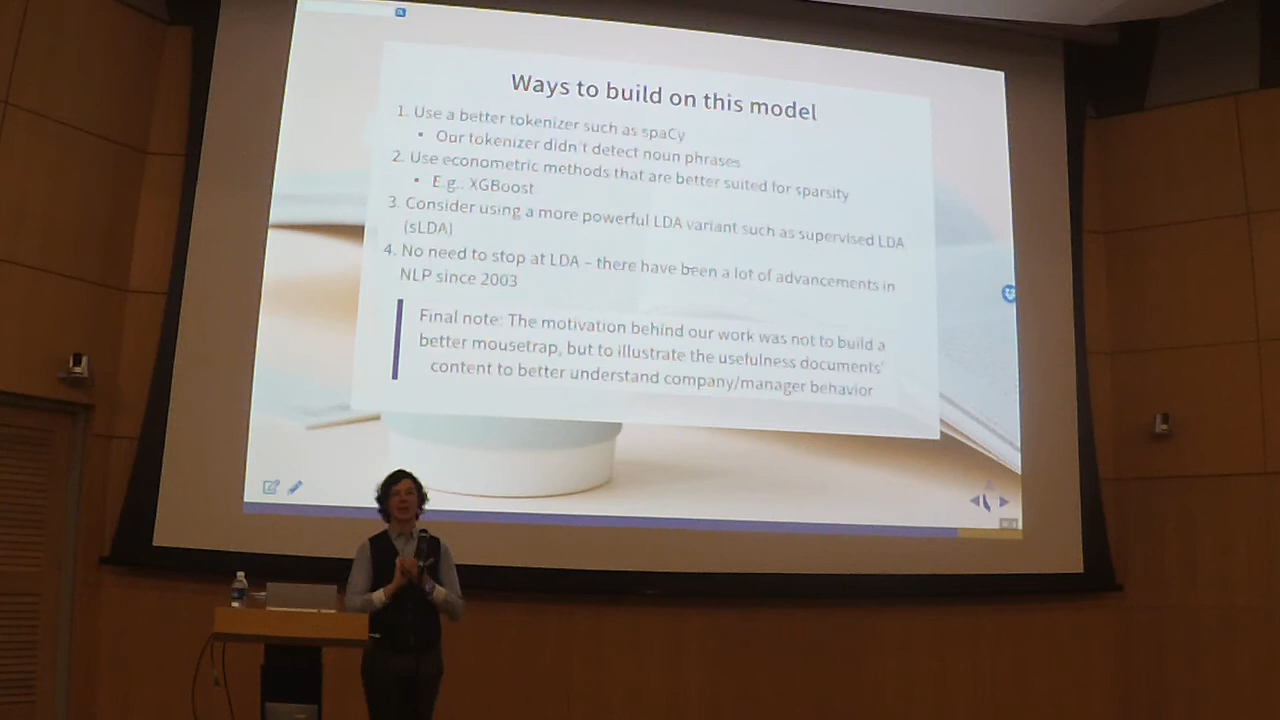 Ways to build on this model
1. Use a better tokenizer such as spaCy
▪ Our tokenizer didn't detect noun phrases
2. Use econometric methods that are better suited for sparsity
▪ E.g.: XGBoost
3. Consider using a more powerful LDA variant such as supervised LDA
(sLDA)
4. No need to stop at LDA – there have been a lot of advancements in
NLP since 2003
Final note: The motivation behind our work was not to build a
better mousetrap, but to illustrate the usefulness documents'
content to better understand company/manager behavior